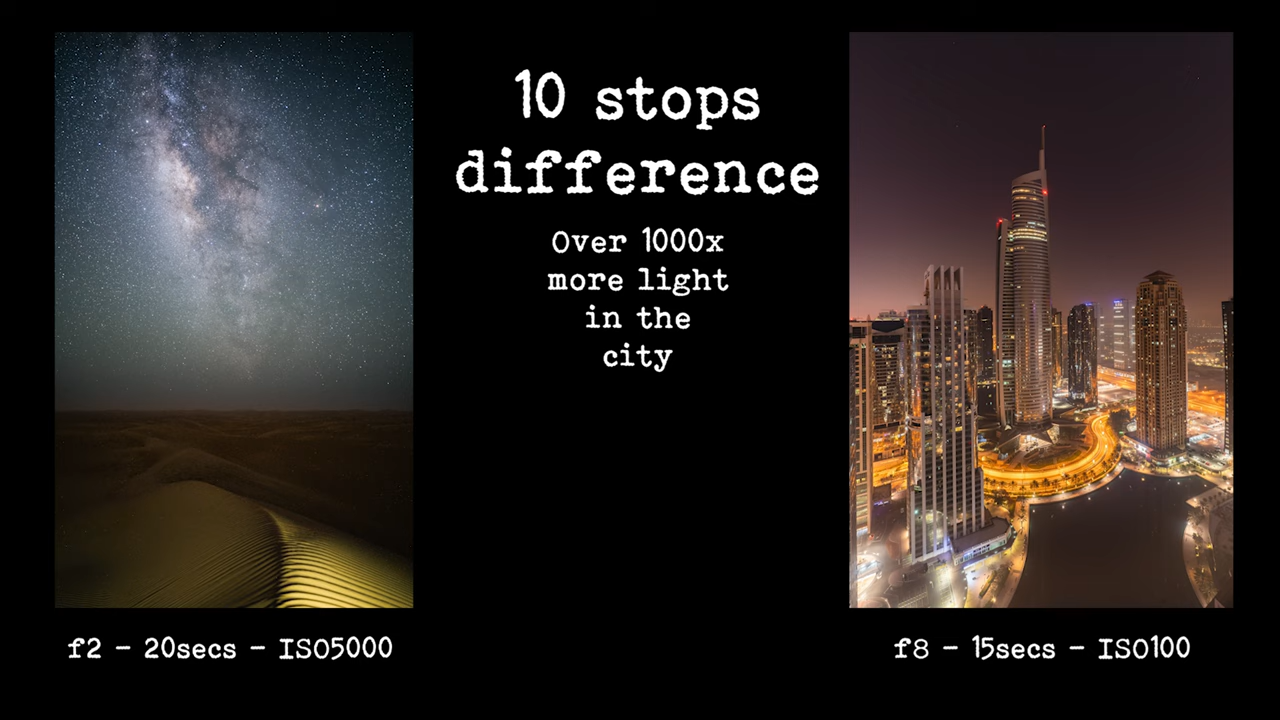 10 stops
difference
Over 1000x
more light
in the
city
f2 - 20secs - ISO5000
f8 - 15secs - ISO100